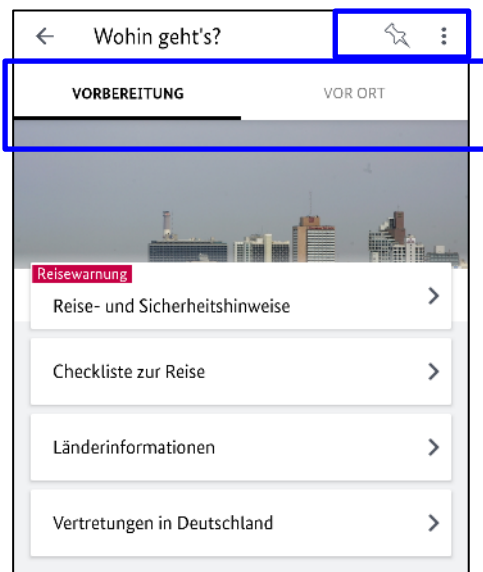 Wohin geht's?
VORBEREITUNG VOR ORT
Reisewarnung
Reise- und Sicherheitshinweise
Checkliste zur Reise
Länderinformationen
Vertretungen in Deutschland